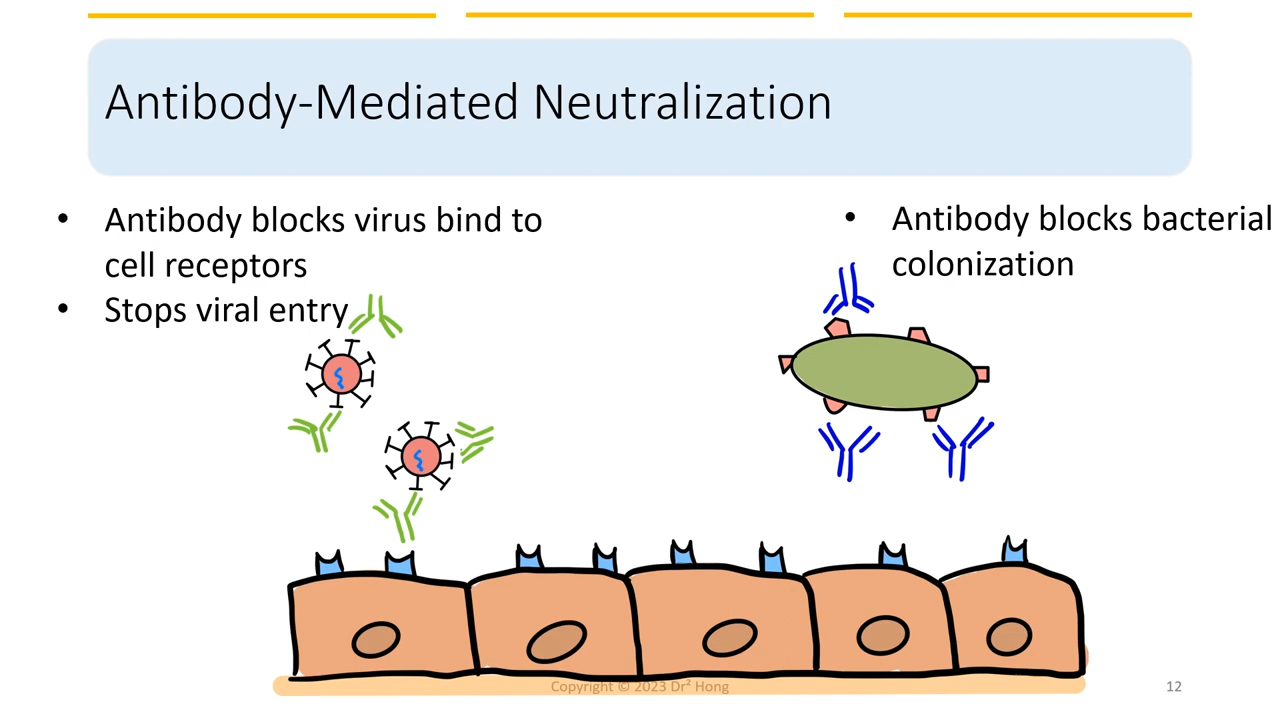 Antibody-Mediated Neutralization
• Antibody blocks virus bind to
cell receptors
• Stops viral entry
• Antibody blocks bacterial
colonization
Copyright © 2023 Dr² Hong
12